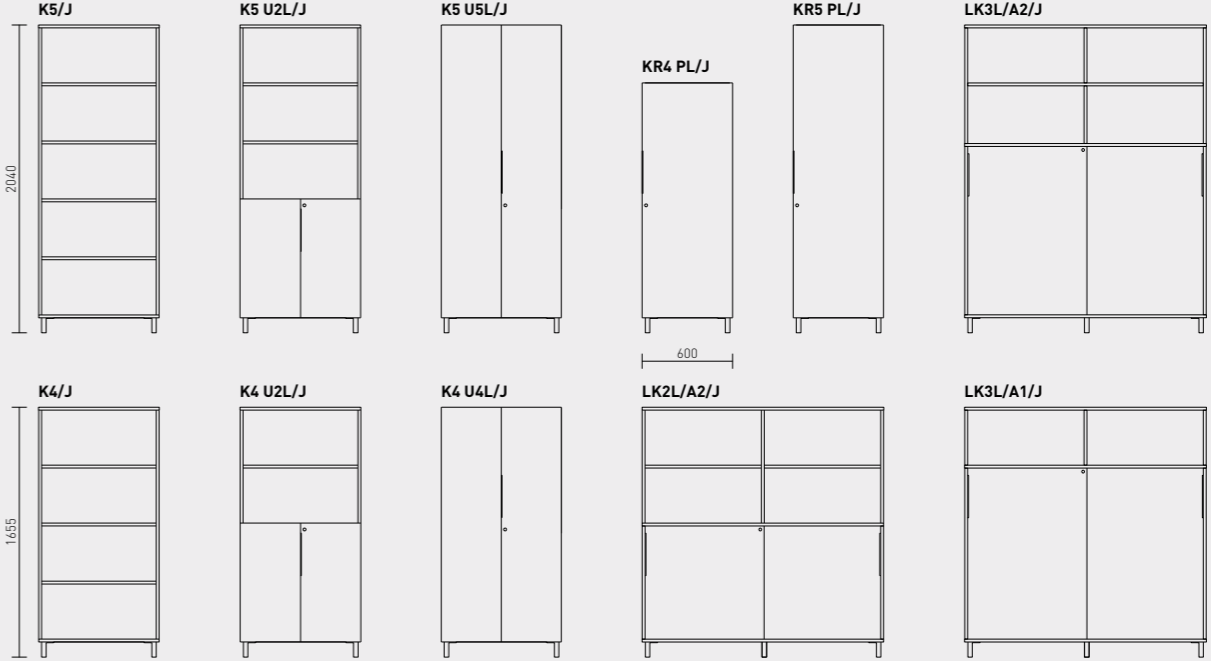 K5/J
K5 U2L/J
K5 U5L/J
KR5 PL/J
LK3L/A2/J
KR4 PL/J
2040
600
K4/J
K4 U2L/J
K4 U4L/J
LK2L/A2/J
LK3L/A1/J
1655